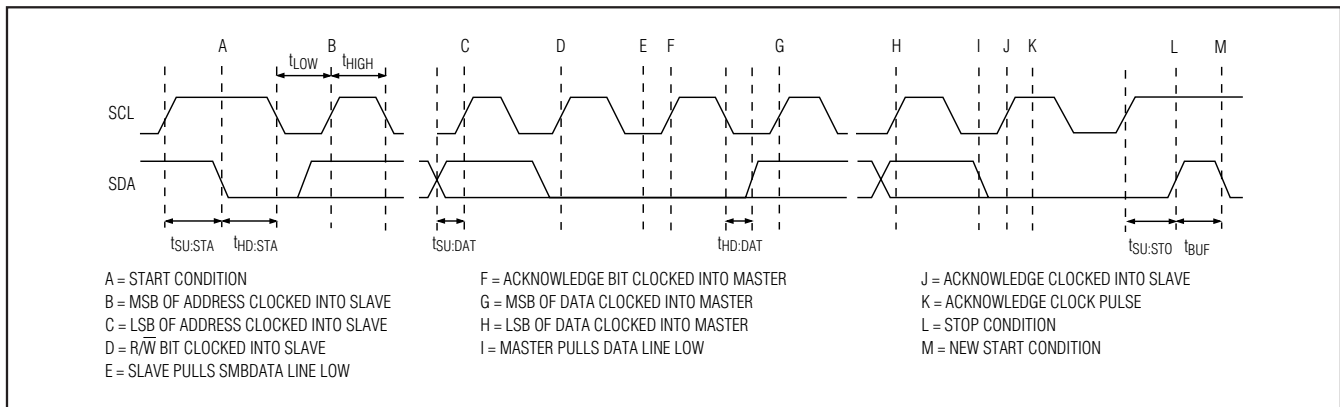 A B C D E F G H I J K L M
tLOW tHIGH
SCL
SDA
tSU:STA tHD:STA tSU:DAT tHD:DAT tSU:STO tBUF
A = START CONDITION
B = MSB OF ADDRESS CLOCKED INTO SLAVE
C = LSB OF ADDRESS CLOCKED INTO SLAVE
D = R/W̅ BIT CLOCKED INTO SLAVE
E = SLAVE PULLS SMBDATA LINE LOW
F = ACKNOWLEDGE BIT CLOCKED INTO MASTER
G = MSB OF DATA CLOCKED INTO MASTER
H = LSB OF DATA CLOCKED INTO MASTER
I = MASTER PULLS DATA LINE LOW
J = ACKNOWLEDGE CLOCKED INTO SLAVE
K = ACKNOWLEDGE CLOCK PULSE
L = STOP CONDITION
M = NEW START CONDITION